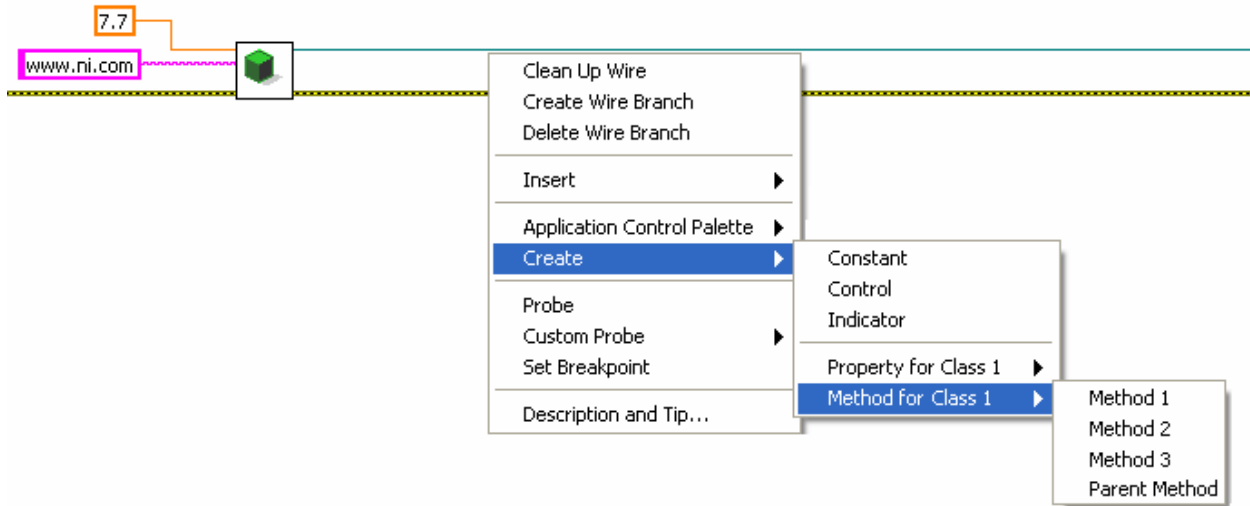 7.7
www.ni.com
Clean Up Wire
Create Wire Branch
Delete Wire Branch
Insert
Application Control Palette
Create
Probe
Custom Probe
Set Breakpoint
Description and Tip...
Constant
Control
Indicator
Property for Class 1
Method for Class 1
Method 1
Method 2
Method 3
Parent Method